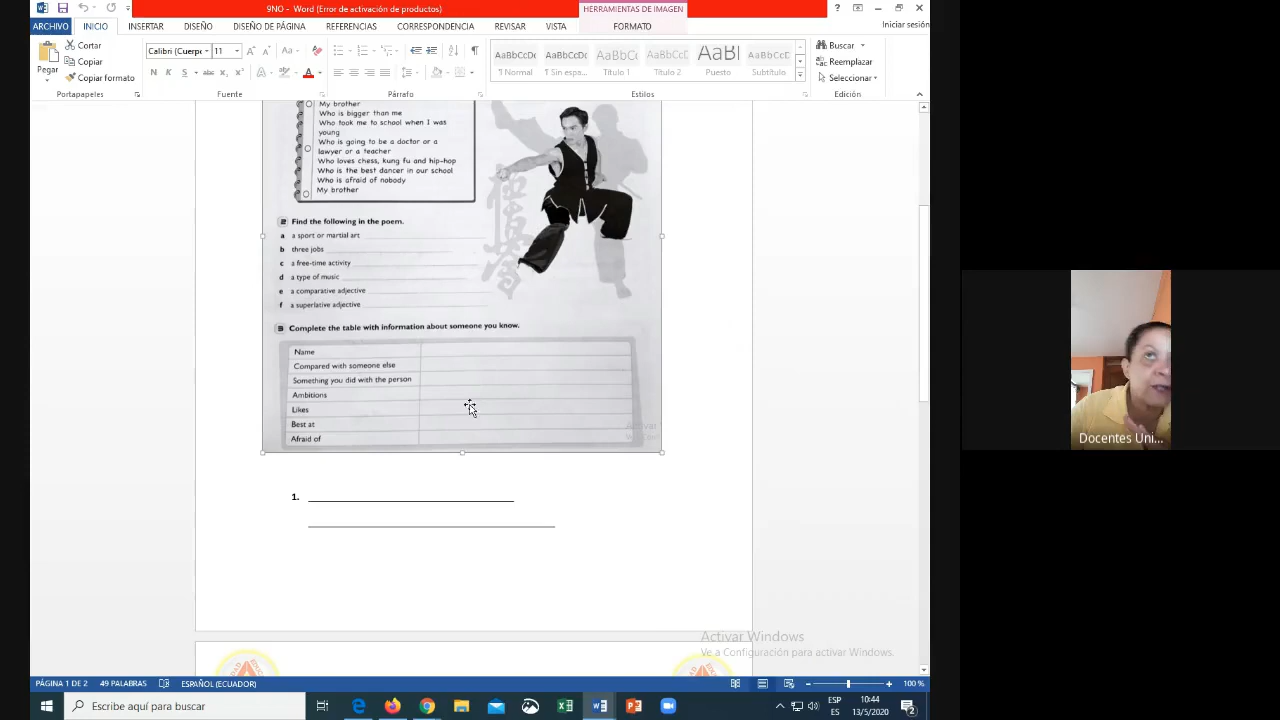 9NO - Word (Error de activación de productos)
HERRAMIENTAS DE IMAGEN
ARCHIVO INICIO INSERTAR DISEÑO DISEÑO DE PÁGINA REFERENCIAS CORRESPONDENCIA REVISAR VISTA FORMATO
Iniciar sesión
Pegar
Cortar
Copiar
Copiar formato
Calibri (Cuerpc 11
N K S abc x₂ x²
AaBbCcDc AaBbCcDc AaBbC AaBbCcD AaBl AaBbCcC
¶ Normal ¶ Sin espa... Título 1 Título 2 Puesto Subtítulo
Buscar
Reemplazar
Seleccionar
Portapapeles Fuente Párrafo Estilos Edición
My brother
Who is bigger than me
Who took me to school when I was
young
Who is going to be a doctor or a
lawyer or a teacher
Who loves chess, kung fu and hip-hop
Who is the best dancer in our school
Who is afraid of nobody
My brother
2 Find the following in the poem.
a a sport or martial art
b three jobs
c a free-time activity
d a type of music
e a comparative adjective
f a superlative adjective
3 Complete the table with information about someone you know.
Name
Compared with someone else
Something you did with the person
Ambitions
Likes
Best at
Afraid of
1.
Activar Windows
Ve a Configuración para activar Windows.
Docentes Uni...
PÁGINA 1 DE 2 49 PALABRAS ESPAÑOL (ECUADOR) 100 %
Escribe aquí para buscar
ESP
ES
10:44
13/5/2020
2